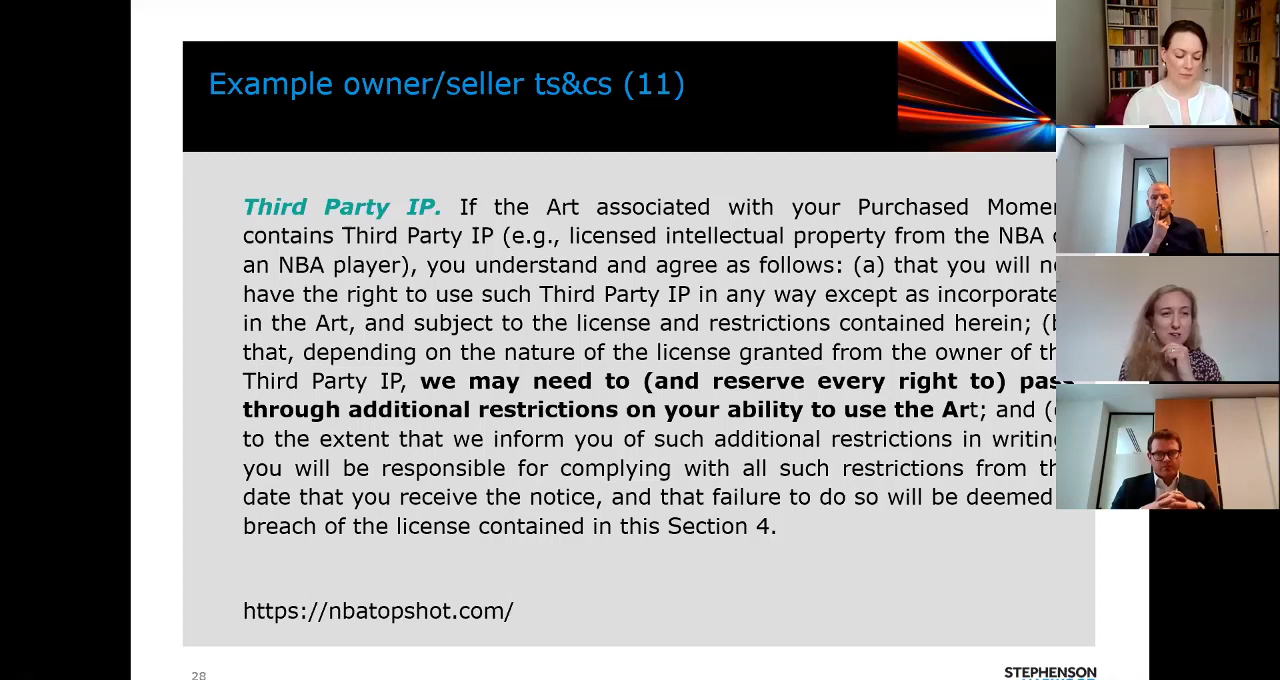 Example owner/seller ts&cs (11)
Third Party IP. If the Art associated with your Purchased
contains Third Party IP (e.g., licensed intellectual property from the NBA
an NBA player), you understand and agree as follows: (a) that you will
have the right to use such Third Party IP in any way except as
in the Art, and subject to the license and restrictions contained herein;
that, depending on the nature of the license granted from the owner of
Third Party IP, we may need to (and reserve every right to)
through additional restrictions on your ability to use the Art; and
to the extent that we inform you of such additional restrictions in
you will be responsible for complying with all such restrictions from
date that you receive the notice, and that failure to do so will be deemed
breach of the license contained in this Section 4.
https://nbatopshot.com/
28
STEPHENSON